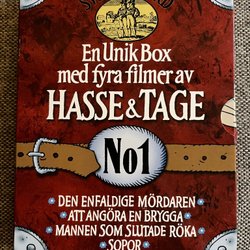 En Unik Box
med fyra filmer av
HASSE & TAGE
No1
• DEN ENFALDIGE MÖRDAREN
• ATT ANGÖRA EN BRYGGA •
• MANNEN SOM SLUTADE RÖKA
• SOPOR